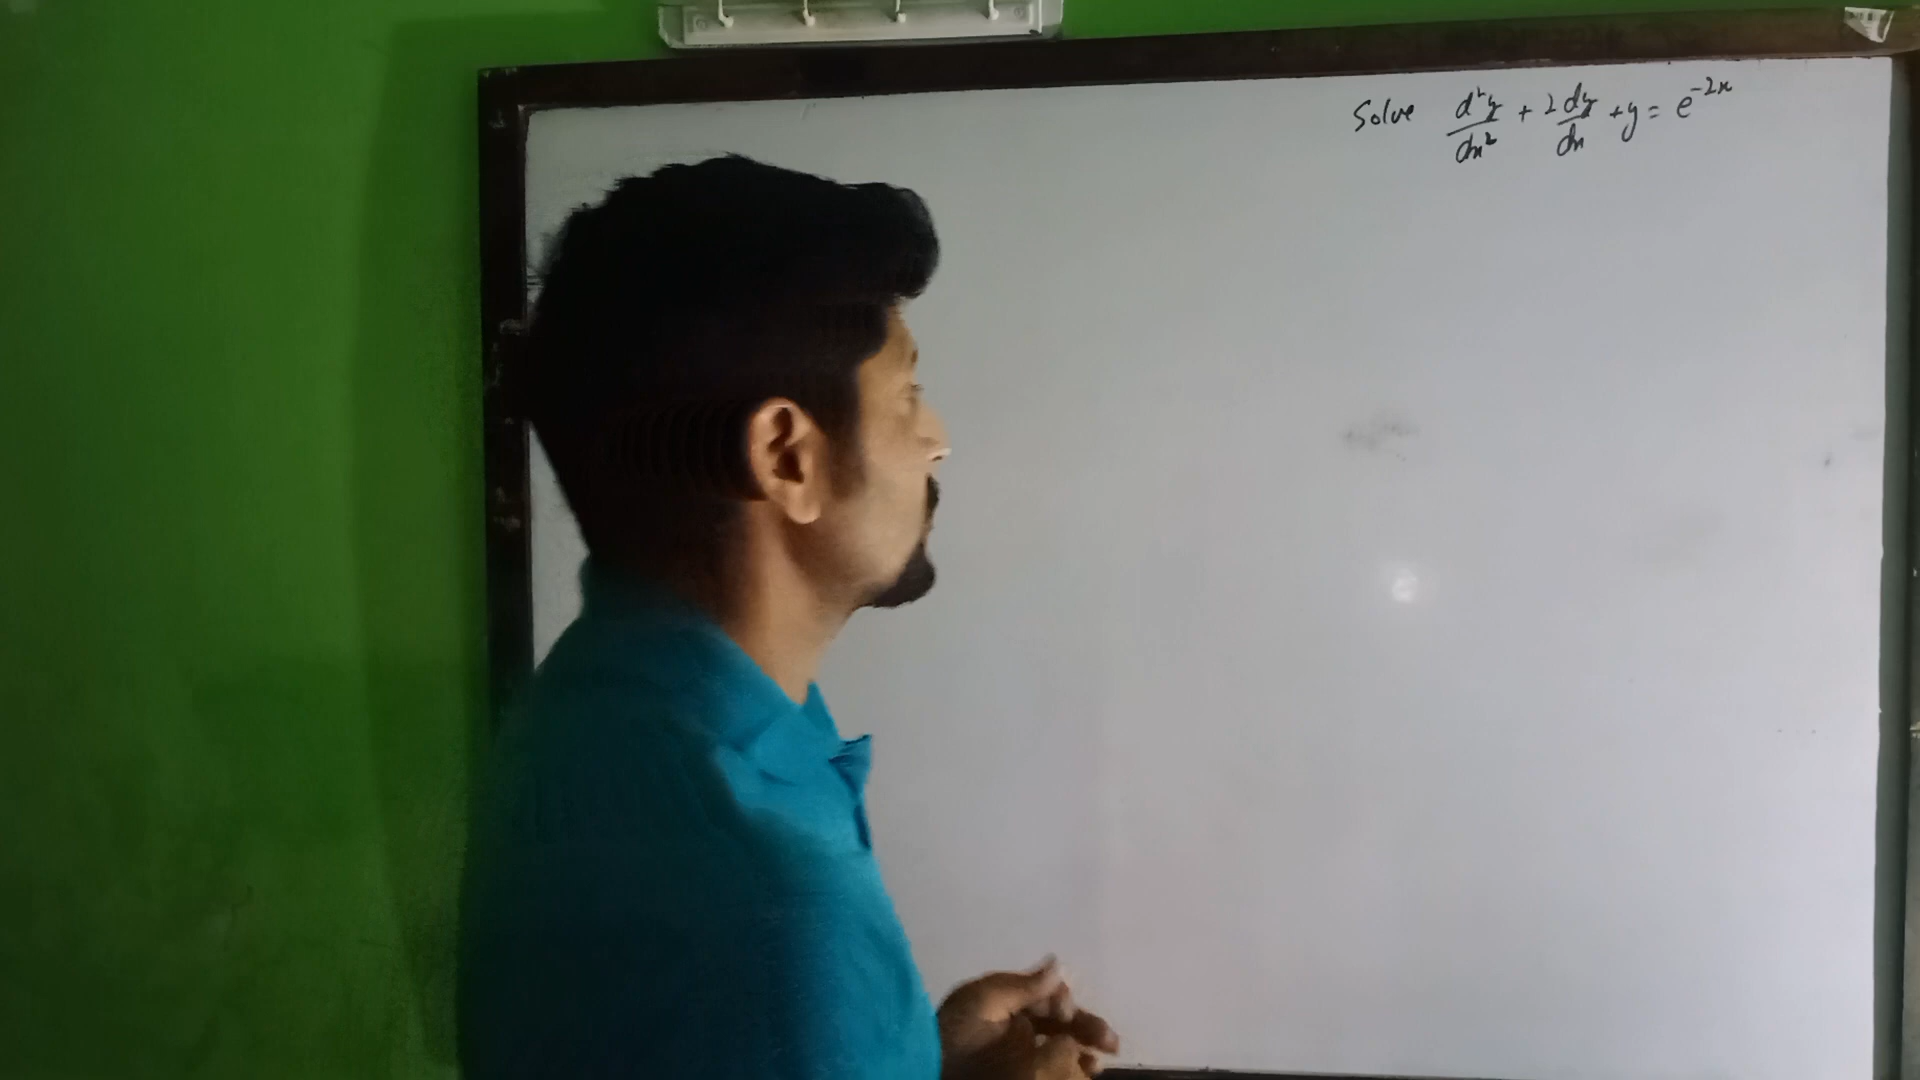 Solve d²y/dx² + 2 dy/dx + y = e^-2x